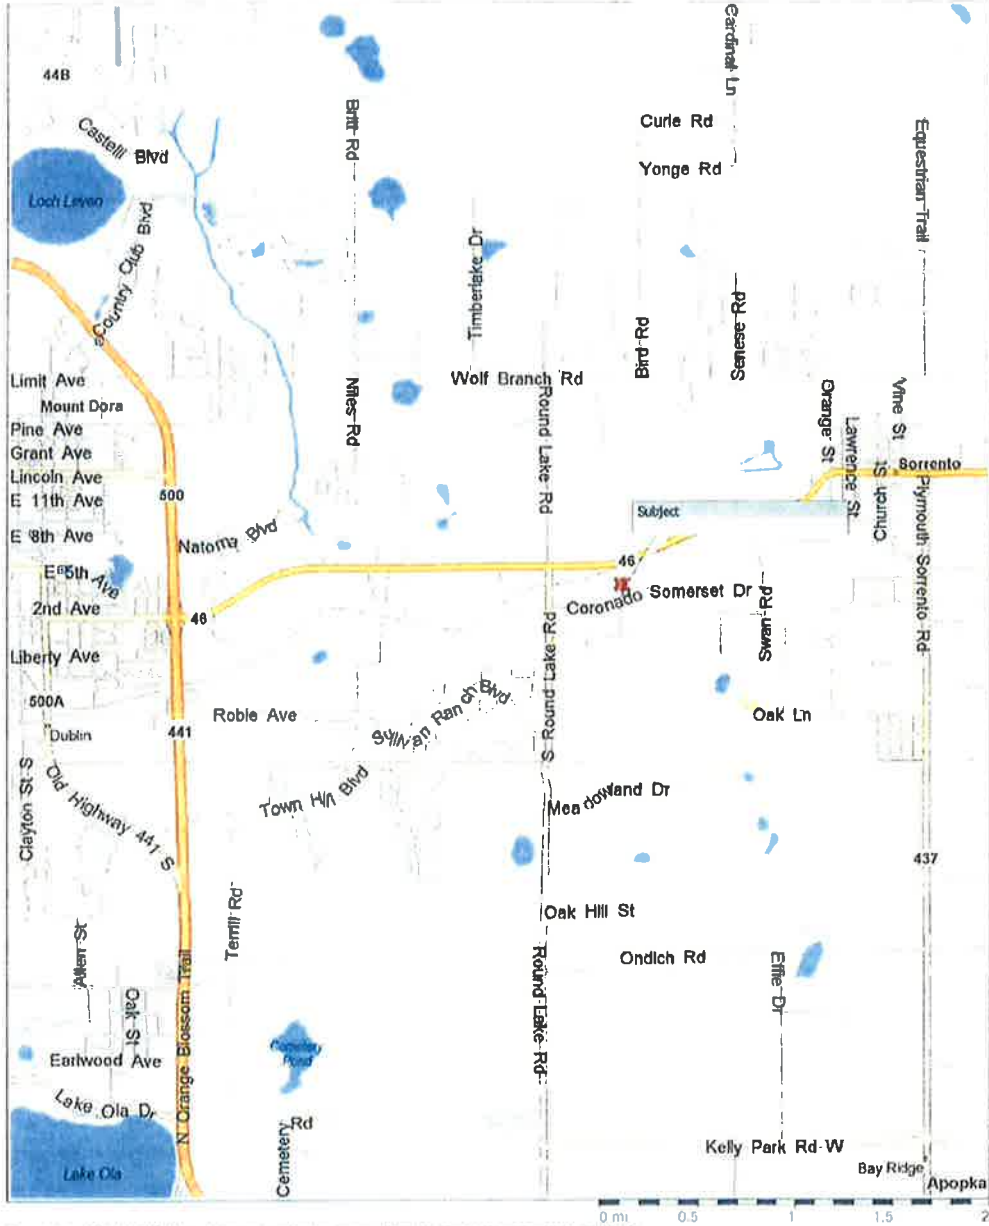 44B
Cardinal Ln
Castelli Blvd
Britt Rd
Curie Rd
Yonge Rd
Equestrian Trail
Loch Leven
Country Club Blvd
Timberlake Dr
Bird Rd
Senese Rd
Limit Ave
Mount Dora
Wolf Branch Rd
Niles Rd
Round Lake Rd
Orange St
Vine St
Pine Ave
Grant Ave
Lincoln Ave
E 11th Ave
500
Lawrence St
Church St
Sorrento
Subject
E 8th Ave
Natoma Blvd
Plymouth Sorrento Rd
E 5th Ave
46
2nd Ave
46
Coronado
Somerset Dr
Swan Rd
Liberty Ave
S Round Lake Rd
500A
Dublin
441
Roble Ave
Sullivan Ranch Blvd
Oak Ln
Clayton St S
Old Highway 441 S
Town Hill Blvd
Meadowland Dr
437
Terrill Rd
Oak Hill St
Allen St
Ondich Rd
Round Lake Rd
Effie Dr
Oak St
N Orange Blossom Trail
Earlwood Ave
Cemetery Pond
Lake Ola Dr
Cemetery Rd
Kelly Park Rd W
Lake Ola
Bay Ridge
Apopka
0 mi 0.5 1 1.5 2